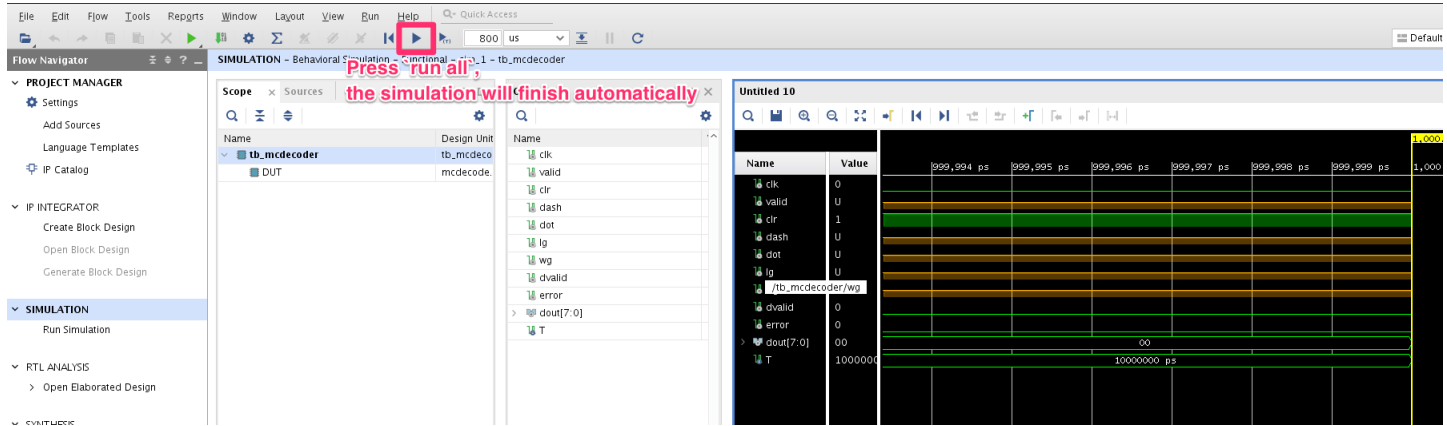 File Edit Flow Tools Reports Window Layout View Run Help Quick Access
800 us Default
Flow Navigator SIMULATION - Behavioral Simulation - Functional - sim_1 - tb_mcdecoder
Press "run all",
the simulation will finish automatically
PROJECT MANAGER
Settings
Add Sources
Language Templates
IP Catalog
IP INTEGRATOR
Create Block Design
Open Block Design
Generate Block Design
SIMULATION
Run Simulation
RTL ANALYSIS
Open Elaborated Design
SYNTHESIS
Scope Sources
Name Design Unit
tb_mcdecoder tb_mcdeco
DUT mcdecode.
Name
clk
valid
clr
dash
dot
lg
wg
dvalid
error
dout[7:0]
T
Untitled 10
1,000
Name Value 999,994 ps 999,995 ps 999,996 ps 999,997 ps 999,998 ps 999,999 ps 1,000
clk 0
valid U
clr 1
dash U
dot U
lg U
/tb_mcdecoder/wg
dvalid 0
error 0
dout[7:0] 00 00
T 1000000 10000000 ps